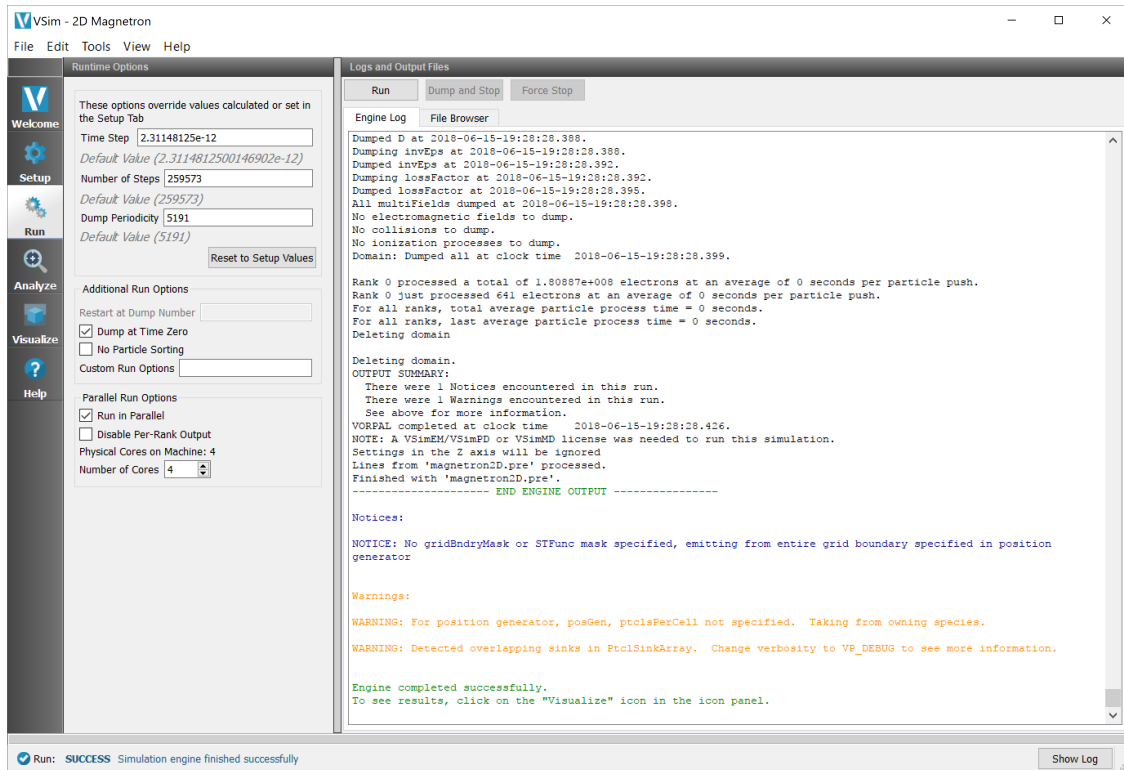 VSim - 2D Magnetron
File Edit Tools View Help
Runtime Options
Logs and Output Files
Welcome
Setup
Run
Analyze
Visualize
Help
These options override values calculated or set in
the Setup Tab
Time Step 2.31148125e-12
Default Value (2.3114812500146902e-12)
Number of Steps 259573
Default Value (259573)
Dump Periodicity 5191
Default Value (5191)
Reset to Setup Values
Additional Run Options
Restart at Dump Number
Dump at Time Zero
No Particle Sorting
Custom Run Options
Parallel Run Options
Run in Parallel
Disable Per-Rank Output
Physical Cores on Machine: 4
Number of Cores 4
Run Dump and Stop Force Stop
Engine Log File Browser
Dumped D at 2018-06-15-19:28:28.388.
Dumping invEps at 2018-06-15-19:28:28.388.
Dumped invEps at 2018-06-15-19:28:28.392.
Dumping lossFactor at 2018-06-15-19:28:28.392.
Dumped lossFactor at 2018-06-15-19:28:28.395.
All multiFields dumped at 2018-06-15-19:28:28.398.
No electromagnetic fields to dump.
No collisions to dump.
No ionization processes to dump.
Domain: Dumped all at clock time 2018-06-15-19:28:28.399.
Rank 0 processed a total of 1.80887e+008 electrons at an average of 0 seconds per particle push.
Rank 0 just processed 641 electrons at an average of 0 seconds per particle push.
For all ranks, total average particle process time = 0 seconds.
For all ranks, last average particle process time = 0 seconds.
Deleting domain
Deleting domain.
OUTPUT SUMMARY:
There were 1 Notices encountered in this run.
There were 1 Warnings encountered in this run.
See above for more information.
VORPAL completed at clock time 2018-06-15-19:28:28.426.
NOTE: A VSimEM/VSimPD or VSimMD license was needed to run this simulation.
Settings in the Z axis will be ignored
Lines from 'magnetron2D.pre' processed.
Finished with 'magnetron2D.pre'.
--------------------- END ENGINE OUTPUT ----------------
Notices:
NOTICE: No gridBndryMask or STFunc mask specified, emitting from entire grid boundary specified in position
generator
Warnings:
WARNING: For position generator, posGen, ptclsPerCell not specified. Taking from owning species.
WARNING: Detected overlapping sinks in PtclSinkArray. Change verbosity to VP_DEBUG to see more information.
Engine completed successfully.
To see results, click on the "Visualize" icon in the icon panel.
Run: SUCCESS Simulation engine finished successfully
Show Log